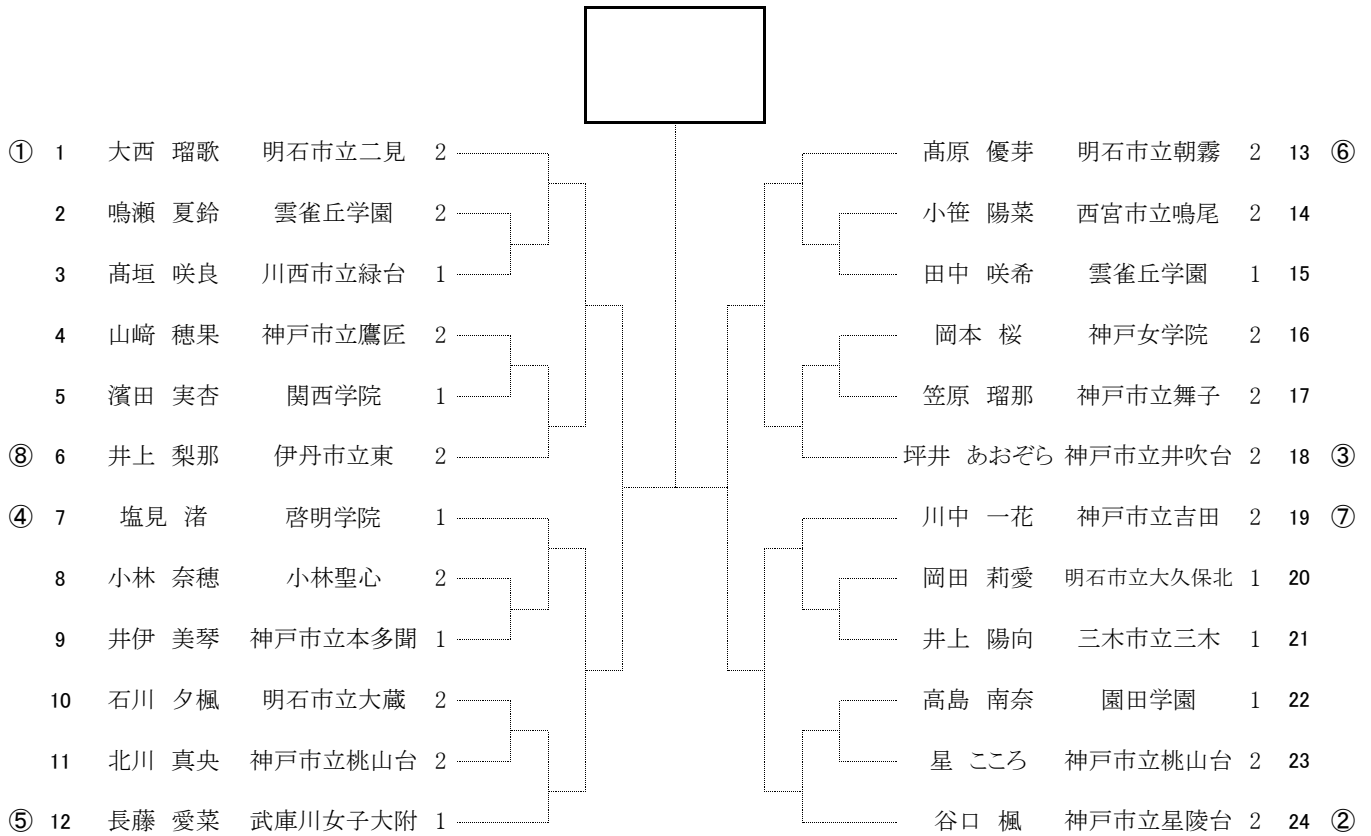 ① 1 大西 瑠歌 明石市立二見 2 髙原 優芽 明石市立朝霧 2 13 ⑥
2 鳴瀬 夏鈴 雲雀丘学園 2 小笹 陽菜 西宮市立鳴尾 2 14
3 髙垣 咲良 川西市立緑台 1 田中 咲希 雲雀丘学園 1 15
4 山﨑 穂果 神戸市立鷹匠 2 岡本 桜 神戸女学院 2 16
5 濱田 実杏 関西学院 1 笠原 瑠那 神戸市立舞子 2 17
⑧ 6 井上 梨那 伊丹市立東 2 坪井 あおぞら 神戸市立井吹台 2 18 ③
④ 7 塩見 渚 啓明学院 1 川中 一花 神戸市立吉田 2 19 ⑦
8 小林 奈穂 小林聖心 2 岡田 莉愛 明石市立大久保北 1 20
9 井伊 美琴 神戸市立本多聞 1 井上 陽向 三木市立三木 1 21
10 石川 夕楓 明石市立大蔵 2 高島 南奈 園田学園 1 22
11 北川 真央 神戸市立桃山台 2 星 こころ 神戸市立桃山台 2 23
⑤ 12 長藤 愛菜 武庫川女子大附 1 谷口 楓 神戸市立星陵台 2 24 ②